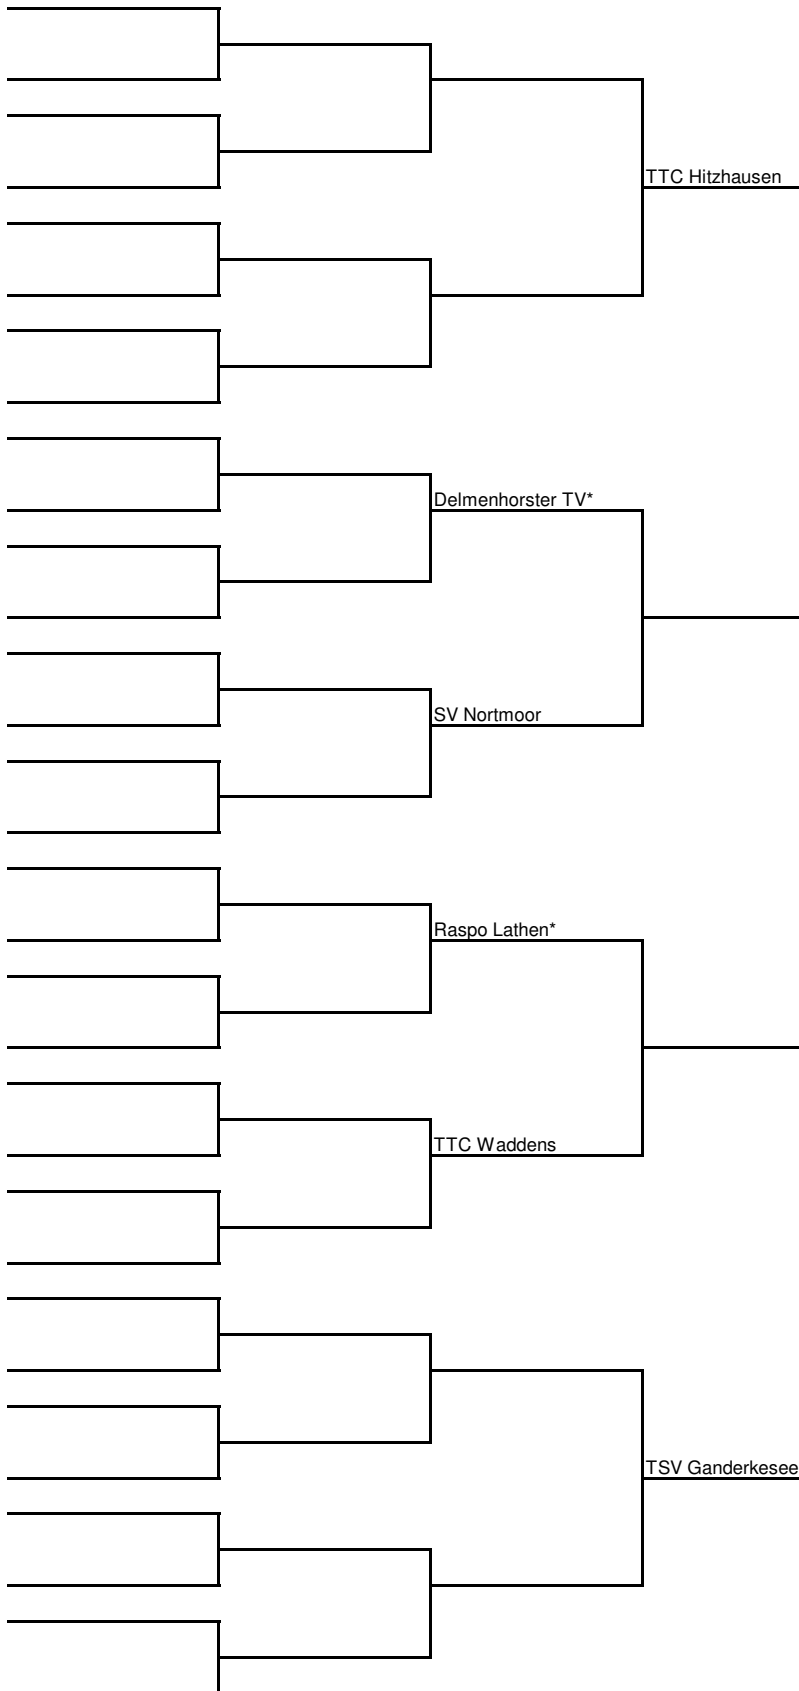 TTC Hitzhausen
Delmenhorster TV*
SV Nortmoor
Raspo Lathen*
TTC Waddens
TSV Ganderkesee